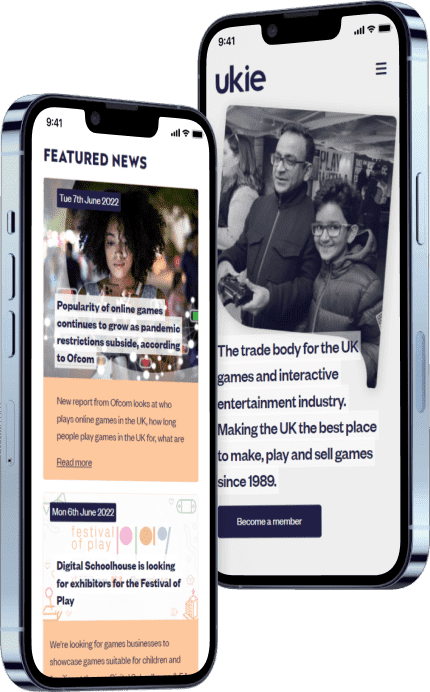 9:41
FEATURED NEWS
Tue 7th June 2022
Popularity of online games
continues to grow as pandemic
restrictions subside, according
to Ofcom
New report from Ofcom looks at who
plays online games in the UK, how long
people play games in the UK for, what are
Read more
Mon 6th June 2022
festival
of play
play
Digital Schoolhouse is looking
for exhibitors for the Festival of
Play
We're looking for games businesses to
showcase games suitable for children and
9:41
ukie
PLAY
The trade body for the UK
games and interactive
entertainment industry.
Making the UK the best place
to make, play and sell games
since 1989.
Become a member